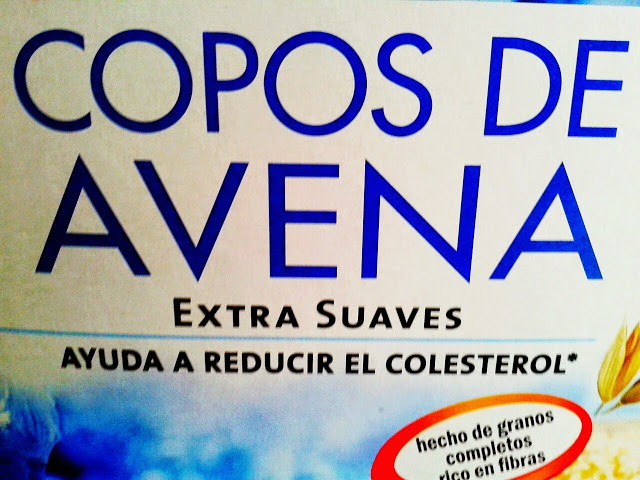 COPOS DE
AVENA
EXTRA SUAVES
AYUDA A REDUCIR EL COLESTEROL*
hecho de granos
completos
rico en fibras